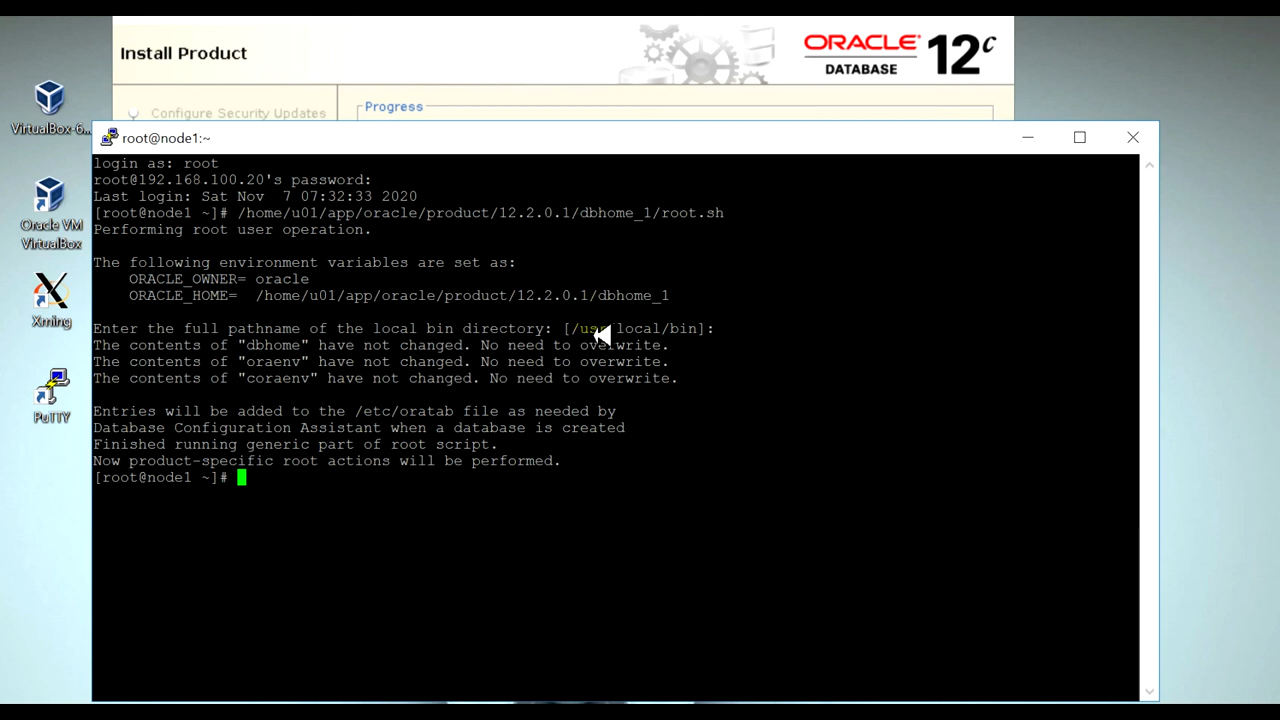 Install Product
ORACLE
DATABASE
12c
Configure Security Updates
Progress
VirtualBox-6...
Oracle VM
VirtualBox
Xming
PuTTY
root@node1:~
login as: root
root@192.168.100.20's password:
Last login: Sat Nov  7 07:32:33 2020
[root@node1 ~]# /home/u01/app/oracle/product/12.2.0.1/dbhome_1/root.sh
Performing root user operation.
The following environment variables are set as:
    ORACLE_OWNER= oracle
    ORACLE_HOME=  /home/u01/app/oracle/product/12.2.0.1/dbhome_1
Enter the full pathname of the local bin directory: [/usr/local/bin]:
The contents of "dbhome" have not changed. No need to overwrite.
The contents of "oraenv" have not changed. No need to overwrite.
The contents of "coraenv" have not changed. No need to overwrite.
Entries will be added to the /etc/oratab file as needed by
Database Configuration Assistant when a database is created
Finished running generic part of root script.
Now product-specific root actions will be performed.
[root@node1 ~]#